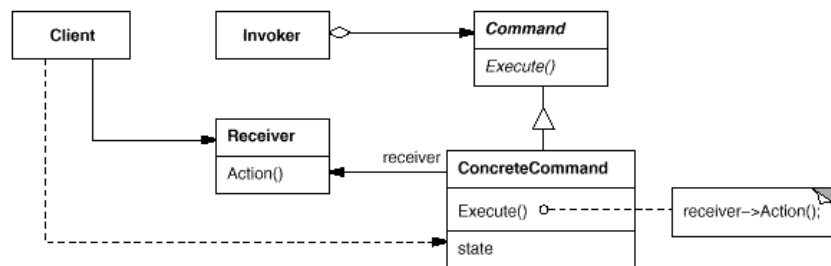 Client
Invoker
Command
Execute()
Receiver
Action()
receiver
ConcreteCommand
Execute()
receiver->Action();
state